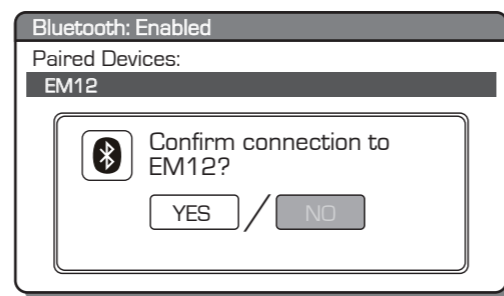 Bluetooth: Enabled
Paired Devices:
EM12
Confirm connection to
EM12?
YES / NO